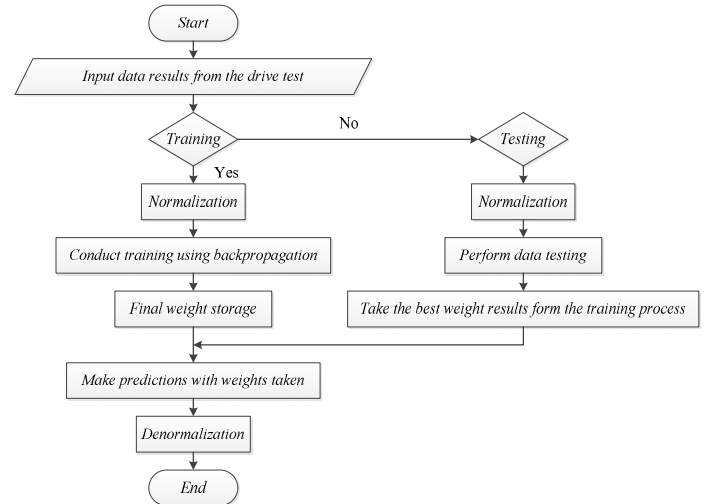 Start
Input data results from the drive test
Training
No
Testing
Yes
Normalization
Normalization
Conduct training using backpropagation
Perform data testing
Final weight storage
Take the best weight results form the training process
Make predictions with weights taken
Denormalization
End